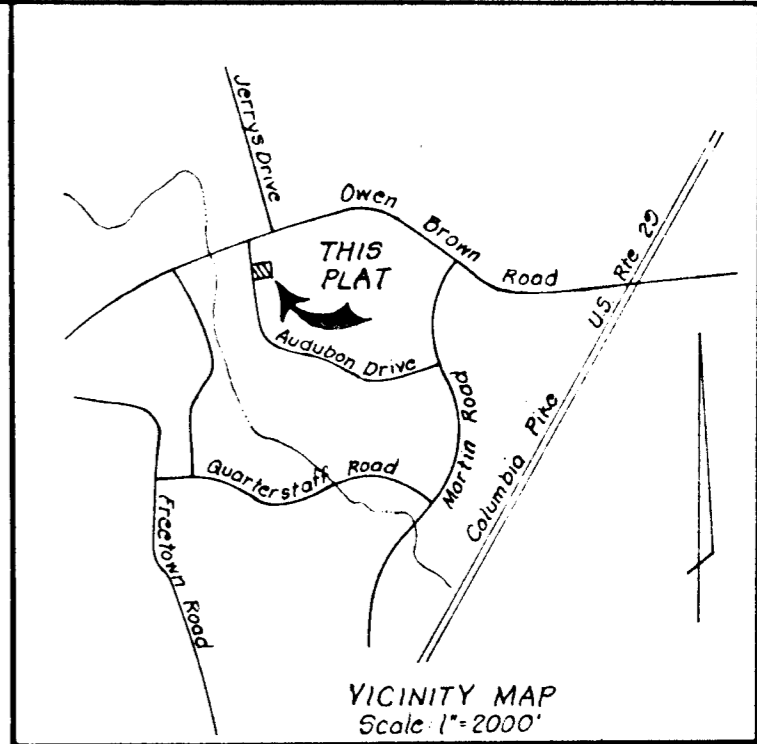 Jerrys Drive
Owen Brown Road
THIS
PLAT
U.S. Rte 29
Audubon Drive
Martin Road
Columbia Pike
Quarterstaff Road
Freetown Road
VICINITY MAP
Scale: 1"=2000'